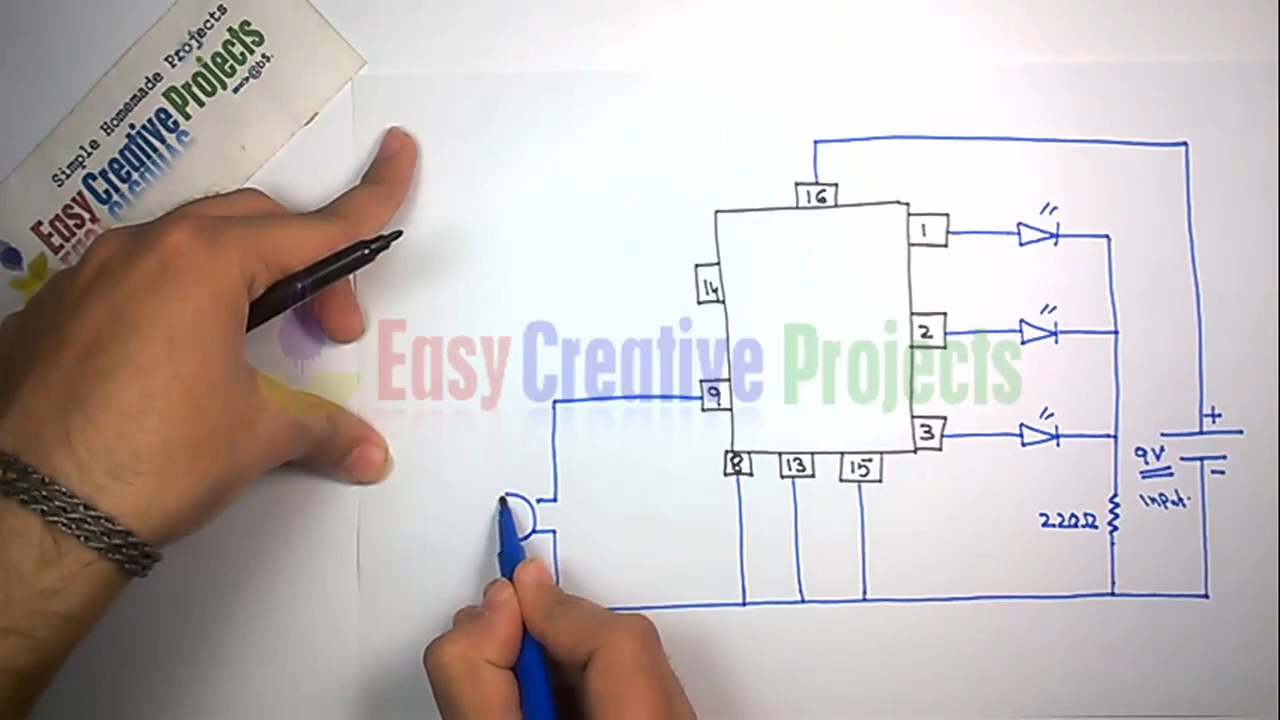 Simple Homemade Projects
Easy Creative Projects
16
1
14
2
Easy Creative Projects
9
3
8
13
15
+
9V
-
input.
220Ω